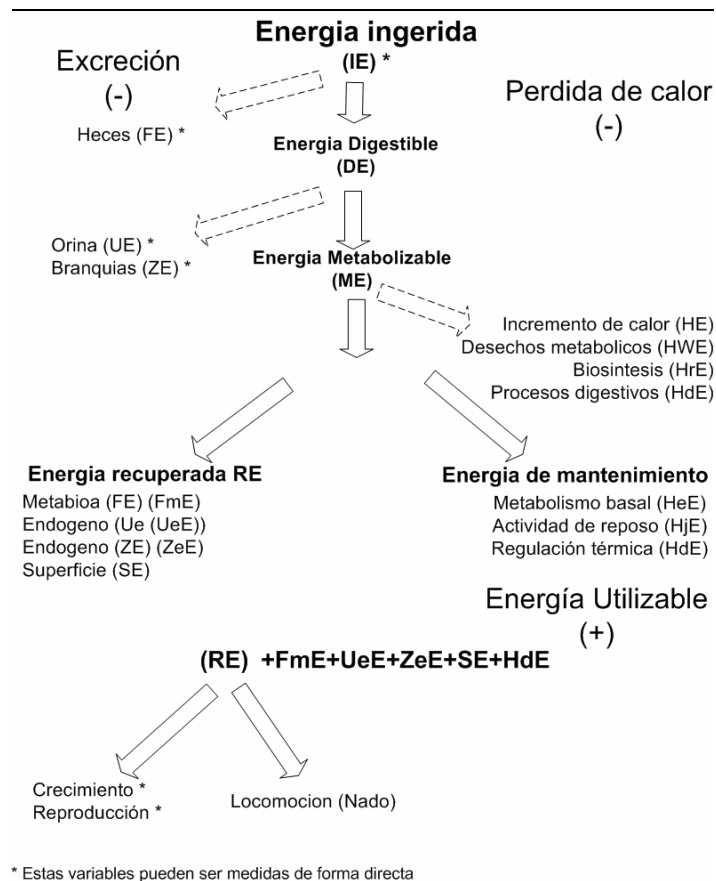 Energia ingerida
(IE) *
Excreción
(-)
Perdida de calor
(-)
Heces (FE) *
Energia Digestible
(DE)
Orina (UE) *
Branquias (ZE) *
Energia Metabolizable
(ME)
Incremento de calor (HE)
Desechos metabolicos (HWE)
Biosintesis (HrE)
Procesos digestivos (HdE)
Energia recuperada RE
Metabioa (FE) (FmE)
Endogeno (Ue (UeE))
Endogeno (ZE) (ZeE)
Superficie (SE)
Energia de mantenimiento
Metabolismo basal (HeE)
Actividad de reposo (HjE)
Regulación térmica (HdE)
Energía Utilizable
(+)
(RE) +FmE+UeE+ZeE+SE+HdE
Crecimiento *
Reproducción *
Locomocion (Nado)
* Estas variables pueden ser medidas de forma directa